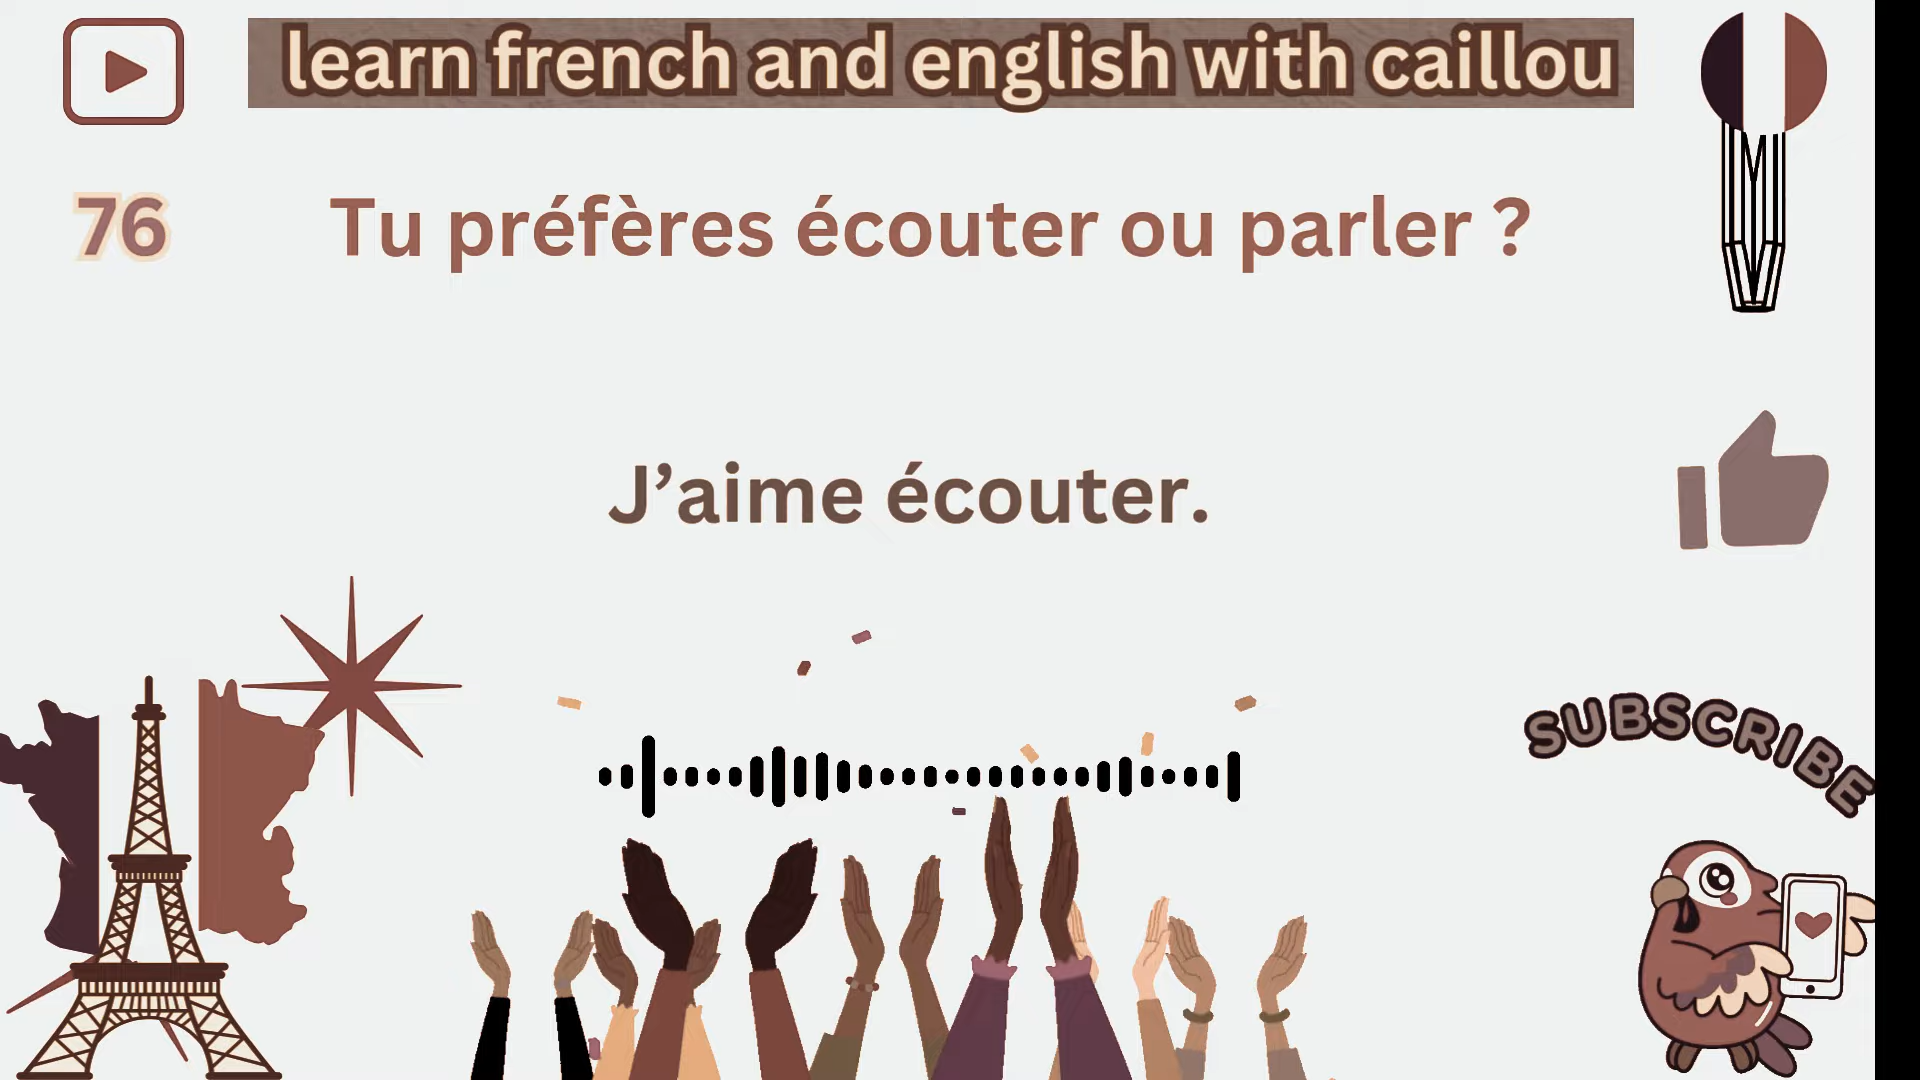 learn french and english with caillou
76
Tu préfères écouter ou parler ?
J’aime écouter.
SUBSCRIBE